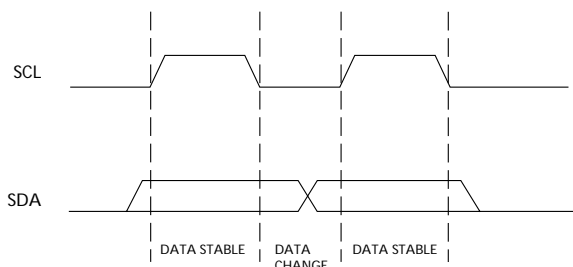 SCL
SDA
DATA STABLE
DATA
CHANGE
DATA STABLE